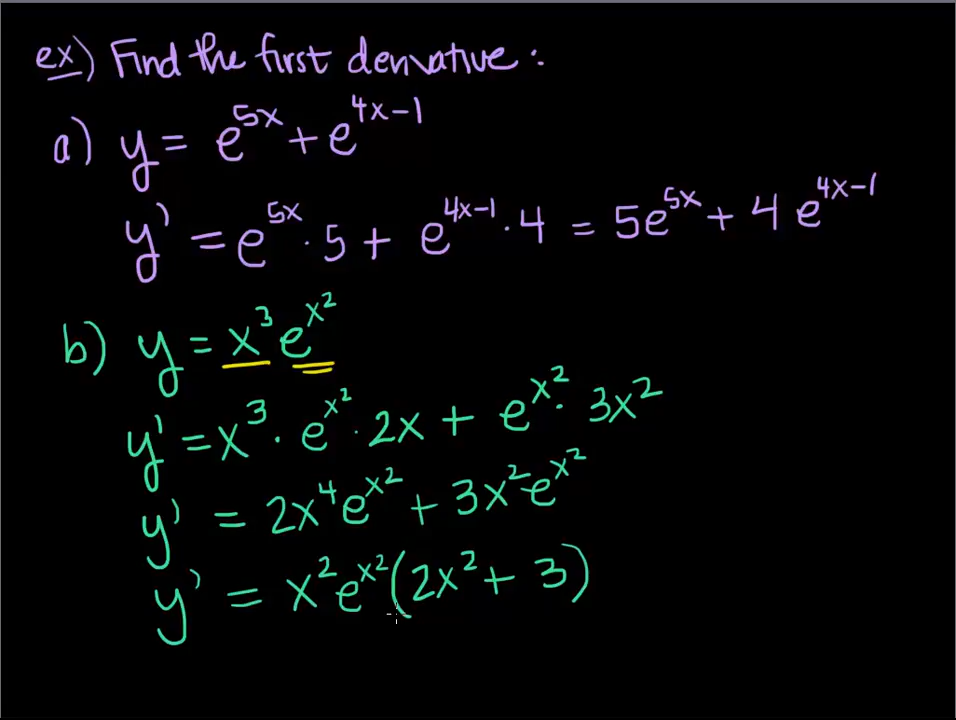 ex) Find the first derivative:
a) y = e^{5x} + e^{4x-1}
y' = e^{5x} · 5 + e^{4x-1} · 4 = 5e^{5x} + 4 e^{4x-1}
b) y = x^3 e^{x^2}
y' = x^3 · e^{x^2} · 2x + e^{x^2} · 3x^2
y' = 2x^4 e^{x^2} + 3x^2 e^{x^2}
y' = x^2 e^{x^2} (2x^2 + 3)